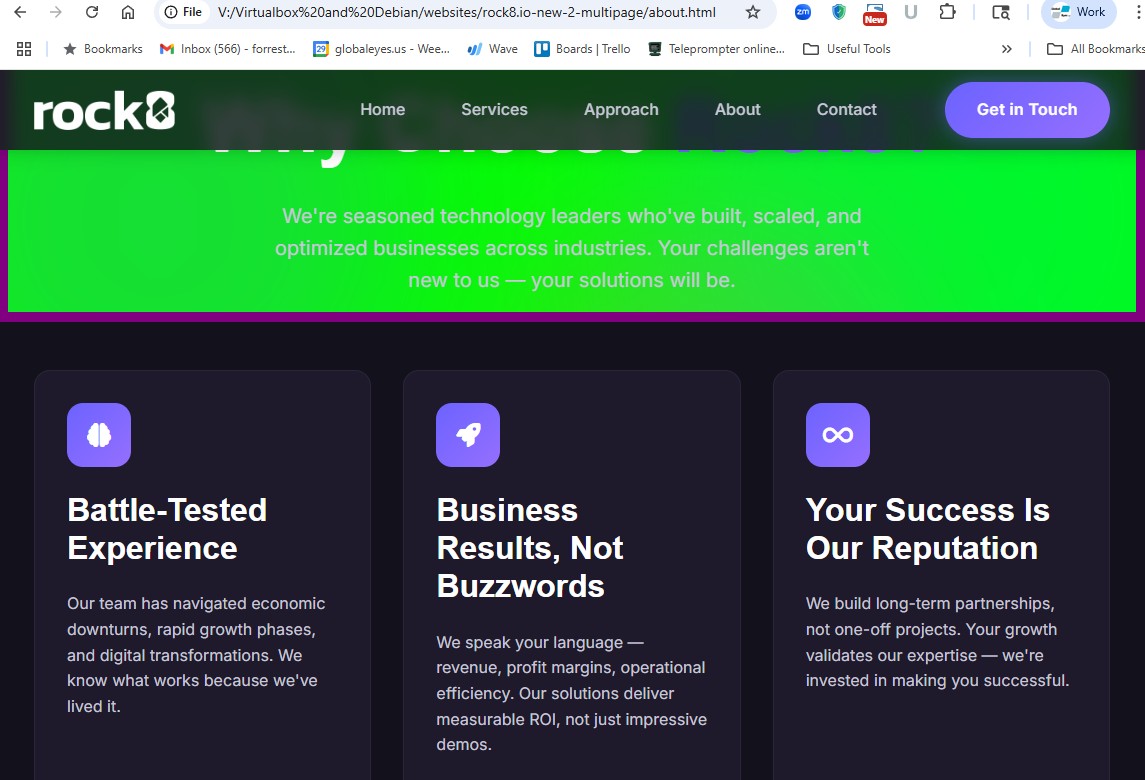 File
V:/Virtualbox%20and%20Debian/websites/rock8.io-new-2-multipage/about.html
zm
New
Work
Bookmarks
Inbox (566) - forrest...
29
globaleyes.us - Wee...
Wave
Boards | Trello
Teleprompter online...
Useful Tools
»
All Bookmarks
rock8
Home
Services
Approach
About
Contact
Get in Touch
Why Choose
We're seasoned technology leaders who've built, scaled, and
optimized businesses across industries. Your challenges aren't
new to us — your solutions will be.
Battle-Tested
Experience
Our team has navigated economic
downturns, rapid growth phases,
and digital transformations. We
know what works because we've
lived it.
Business
Results, Not
Buzzwords
We speak your language —
revenue, profit margins, operational
efficiency. Our solutions deliver
measurable ROI, not just impressive
demos.
Your Success Is
Our Reputation
We build long-term partnerships,
not one-off projects. Your growth
validates our expertise — we're
invested in making you successful.